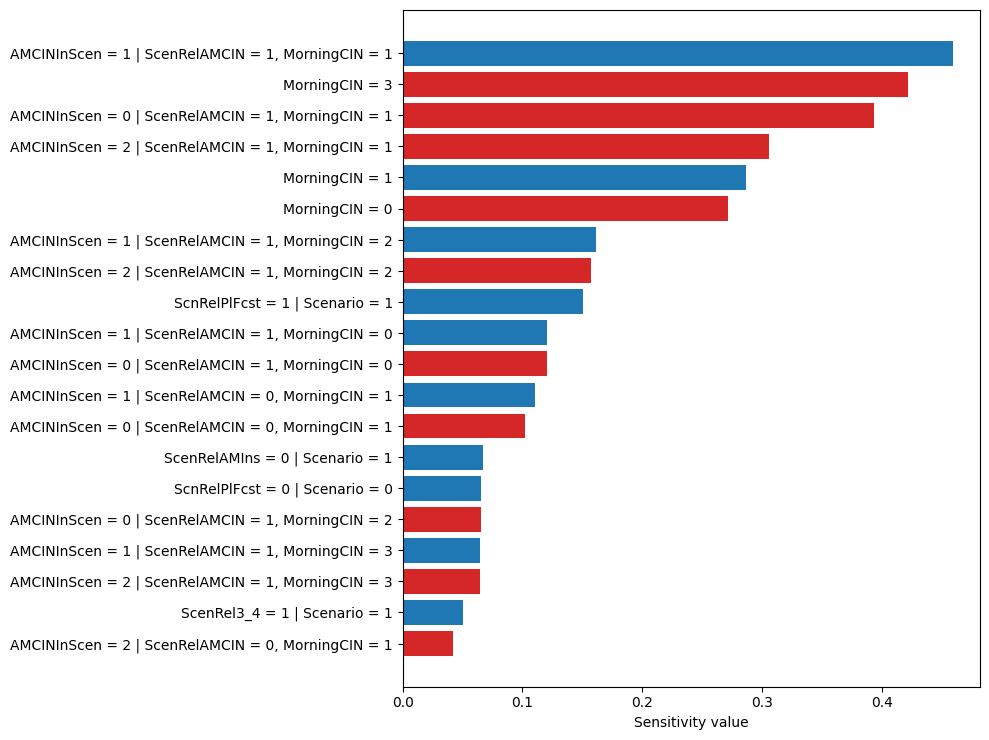 AMCINInScen = 1 | ScenRelAMCIN = 1, MorningCIN = 1
MorningCIN = 3
AMCINInScen = 0 | ScenRelAMCIN = 1, MorningCIN = 1
AMCINInScen = 2 | ScenRelAMCIN = 1, MorningCIN = 1
MorningCIN = 1
MorningCIN = 0
AMCINInScen = 1 | ScenRelAMCIN = 1, MorningCIN = 2
AMCINInScen = 2 | ScenRelAMCIN = 1, MorningCIN = 2
ScnRelPlFcst = 1 | Scenario = 1
AMCINInScen = 1 | ScenRelAMCIN = 1, MorningCIN = 0
AMCINInScen = 0 | ScenRelAMCIN = 1, MorningCIN = 0
AMCINInScen = 1 | ScenRelAMCIN = 0, MorningCIN = 1
AMCINInScen = 0 | ScenRelAMCIN = 0, MorningCIN = 1
ScenRelAMIns = 0 | Scenario = 1
ScnRelPlFcst = 0 | Scenario = 0
AMCINInScen = 0 | ScenRelAMCIN = 1, MorningCIN = 2
AMCINInScen = 1 | ScenRelAMCIN = 1, MorningCIN = 3
AMCINInScen = 2 | ScenRelAMCIN = 1, MorningCIN = 3
ScenRel3_4 = 1 | Scenario = 1
AMCINInScen = 2 | ScenRelAMCIN = 0, MorningCIN = 1
0.0 0.1 0.2 0.3 0.4
Sensitivity value